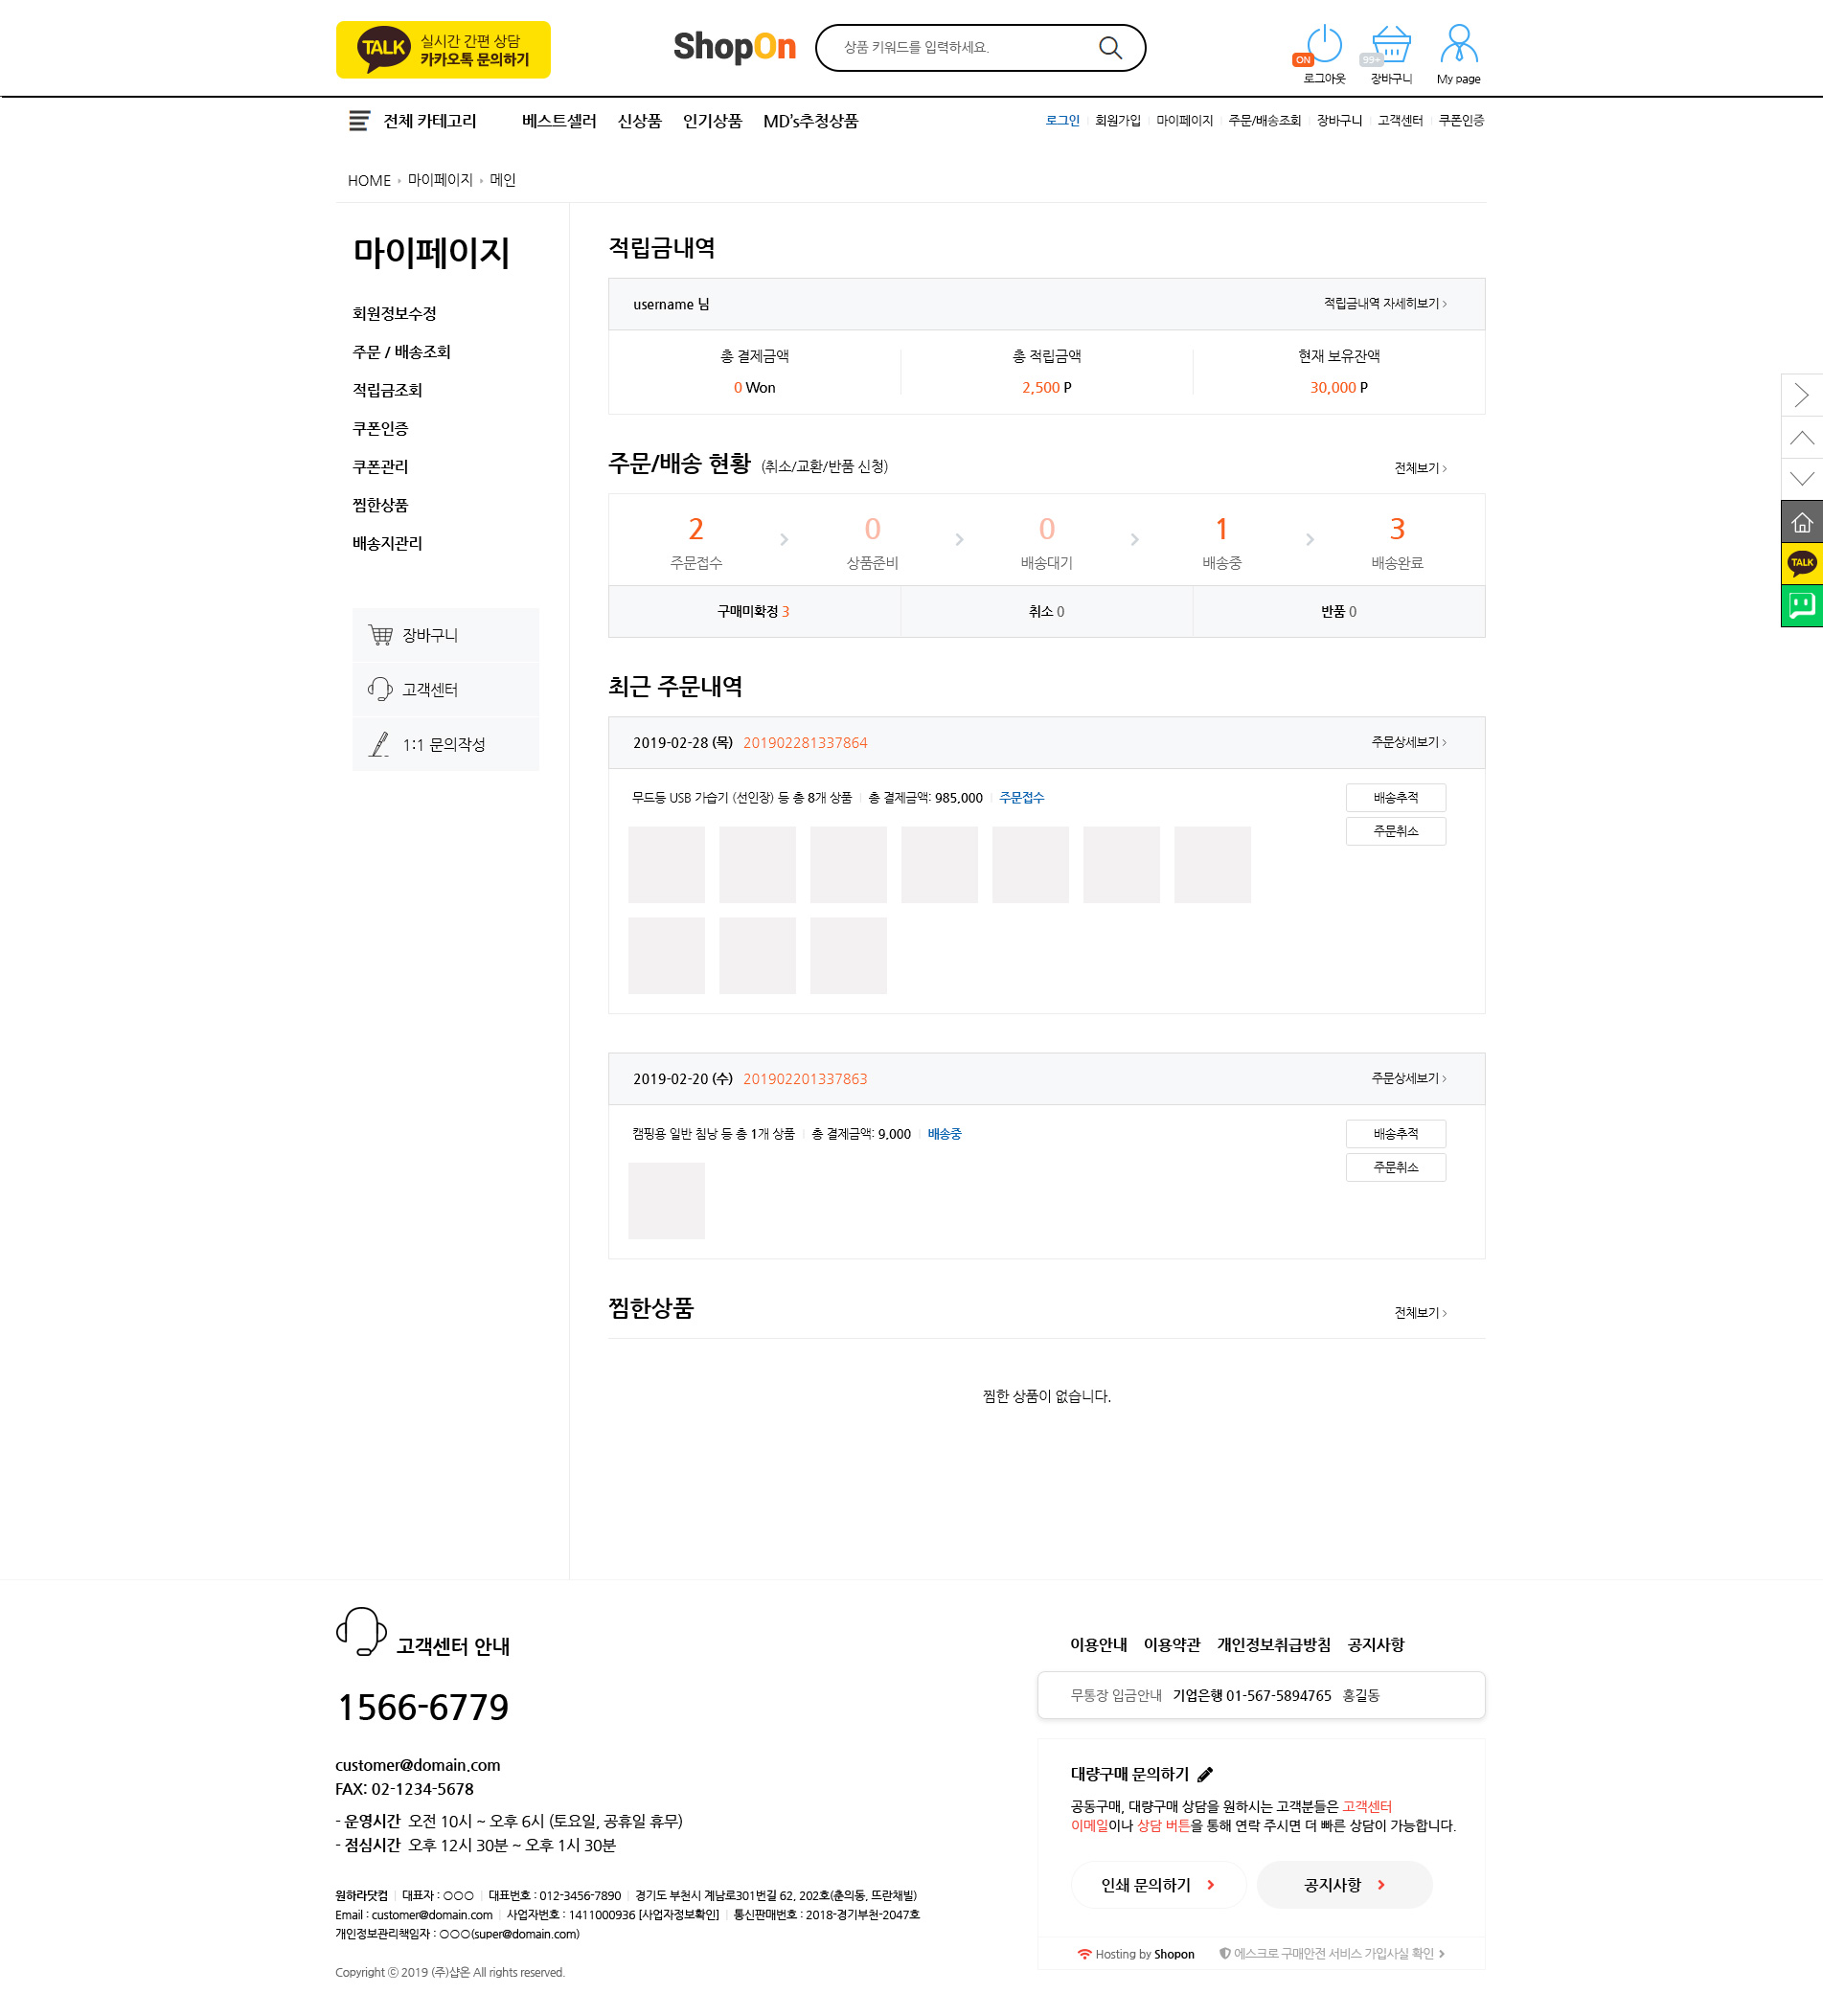 TALK 실시간 간편 상담
카카오톡 문의하기
ShopOn
상품 키워드를 입력하세요.
ON
99+
로그아웃
장바구니
My page
전체 카테고리 베스트셀러 신상품 인기상품 MD's추청상품
로그인 회원가입 마이페이지 주문/배송조회 장바구니 고객센터 쿠폰인증
HOME 마이페이지 메인
마이페이지
회원정보수정
주문 / 배송조회
적립금조회
쿠폰인증
쿠폰관리
찜한상품
배송지관리
장바구니
고객센터
1:1 문의작성
적립금내역
username 님 적립금내역 자세히보기
총 결제금액 총 적립금액 현재 보유잔액
0 Won 2,500 P 30,000 P
주문/배송 현황 (취소/교환/반품 신청) 전체보기
2 0 0 1 3
주문접수 상품준비 배송대기 배송중 배송완료
구매미확정 3 취소 0 반품 0
최근 주문내역
2019-02-28 (목) 201902281337864 주문상세보기
무드등 USB 가습기 (선인장) 등 총 8개 상품 총 결제금액: 985,000 주문접수
배송추적
주문취소
2019-02-20 (수) 201902201337863 주문상세보기
캠핑용 일반 침낭 등 총 1개 상품 총 결제금액: 9,000 배송중
배송추적
주문취소
찜한상품 전체보기
찜한 상품이 없습니다.
TALK
고객센터 안내
1566-6779
customer@domain.com
FAX: 02-1234-5678
- 운영시간 오전 10시 ~ 오후 6시 (토요일, 공휴일 휴무)
- 점심시간 오후 12시 30분 ~ 오후 1시 30분
원하라닷컴 대표자 : ○○○ 대표번호 : 012-3456-7890 경기도 부천시 계남로301번길 62, 202호(춘의동, 뜨란채빌)
Email : customer@domain.com 사업자번호 : 1411000936 [사업자정보확인] 통신판매번호 : 2018-경기부천-2047호
개인정보관리책임자 : ○○○(super@domain.com)
Copyright ⓒ 2019 (주)샵온 All rights reserved.
이용안내 이용약관 개인정보취급방침 공지사항
무통장 입금안내 기업은행 01-567-5894765 홍길동
대량구매 문의하기
공동구매, 대량구매 상담을 원하시는 고객분들은 고객센터
이메일이나 상담 버튼을 통해 연락 주시면 더 빠른 상담이 가능합니다.
인쇄 문의하기 공지사항
Hosting by Shopon 에스크로 구매안전 서비스 가입사실 확인